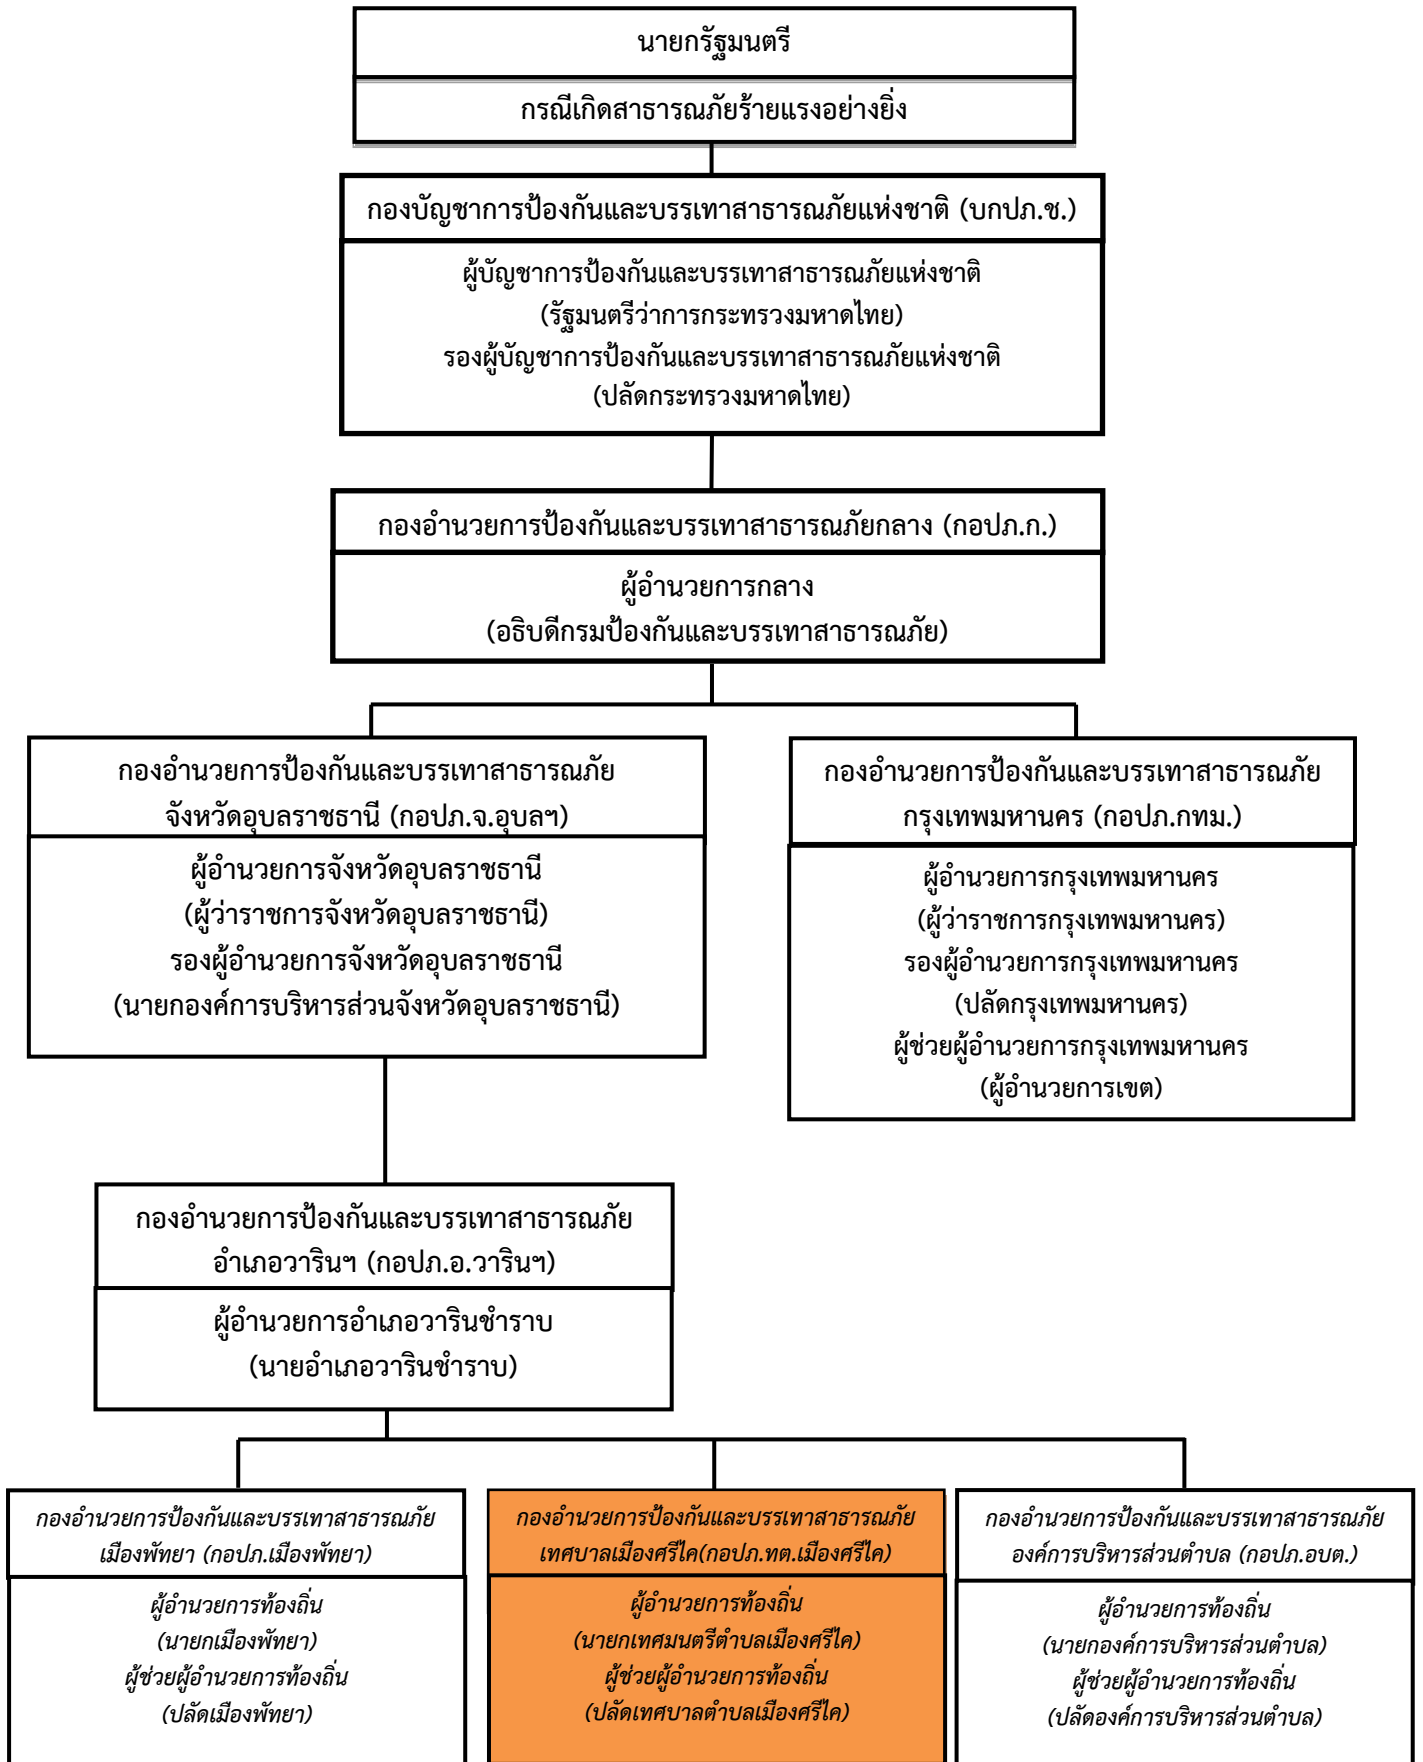 นายกรัฐมนตรี
กรณีเกิดสาธารณภัยร้ายแรงอย่างยิ่ง
กองบัญชาการป้องกันและบรรเทาสาธารณภัยแห่งชาติ (บกปภ.ช.)
ผู้บัญชาการป้องกันและบรรเทาสาธารณภัยแห่งชาติ
(รัฐมนตรีว่าการกระทรวงมหาดไทย)
รองผู้บัญชาการป้องกันและบรรเทาสาธารณภัยแห่งชาติ
(ปลัดกระทรวงมหาดไทย)
กองอำนวยการป้องกันและบรรเทาสาธารณภัยกลาง (กอปภ.ก.)
ผู้อำนวยการกลาง
(อธิบดีกรมป้องกันและบรรเทาสาธารณภัย)
กองอำนวยการป้องกันและบรรเทาสาธารณภัย
จังหวัดอุบลราชธานี (กอปภ.จ.อุบลฯ)
ผู้อำนวยการจังหวัดอุบลราชธานี
(ผู้ว่าราชการจังหวัดอุบลราชธานี)
รองผู้อำนวยการจังหวัดอุบลราชธานี
(นายกองค์การบริหารส่วนจังหวัดอุบลราชธานี)
กองอำนวยการป้องกันและบรรเทาสาธารณภัย
กรุงเทพมหานคร (กอปภ.กทม.)
ผู้อำนวยการกรุงเทพมหานคร
(ผู้ว่าราชการกรุงเทพมหานคร)
รองผู้อำนวยการกรุงเทพมหานคร
(ปลัดกรุงเทพมหานคร)
ผู้ช่วยผู้อำนวยการกรุงเทพมหานคร
(ผู้อำนวยการเขต)
กองอำนวยการป้องกันและบรรเทาสาธารณภัย
อำเภอวารินฯ (กอปภ.อ.วารินฯ)
ผู้อำนวยการอำเภอวารินชำราบ
(นายอำเภอวารินชำราบ)
กองอำนวยการป้องกันและบรรเทาสาธารณภัย
เมืองพัทยา (กอปภ.เมืองพัทยา)
ผู้อำนวยการท้องถิ่น
(นายกเมืองพัทยา)
ผู้ช่วยผู้อำนวยการท้องถิ่น
(ปลัดเมืองพัทยา)
กองอำนวยการป้องกันและบรรเทาสาธารณภัย
เทศบาลเมืองศรีไค(กอปภ.ทต.เมืองศรีไค)
ผู้อำนวยการท้องถิ่น
(นายกเทศมนตรีตำบลเมืองศรีไค)
ผู้ช่วยผู้อำนวยการท้องถิ่น
(ปลัดเทศบาลตำบลเมืองศรีไค)
กองอำนวยการป้องกันและบรรเทาสาธารณภัย
องค์การบริหารส่วนตำบล (กอปภ.อบต.)
ผู้อำนวยการท้องถิ่น
(นายกองค์การบริหารส่วนตำบล)
ผู้ช่วยผู้อำนวยการท้องถิ่น
(ปลัดองค์การบริหารส่วนตำบล)